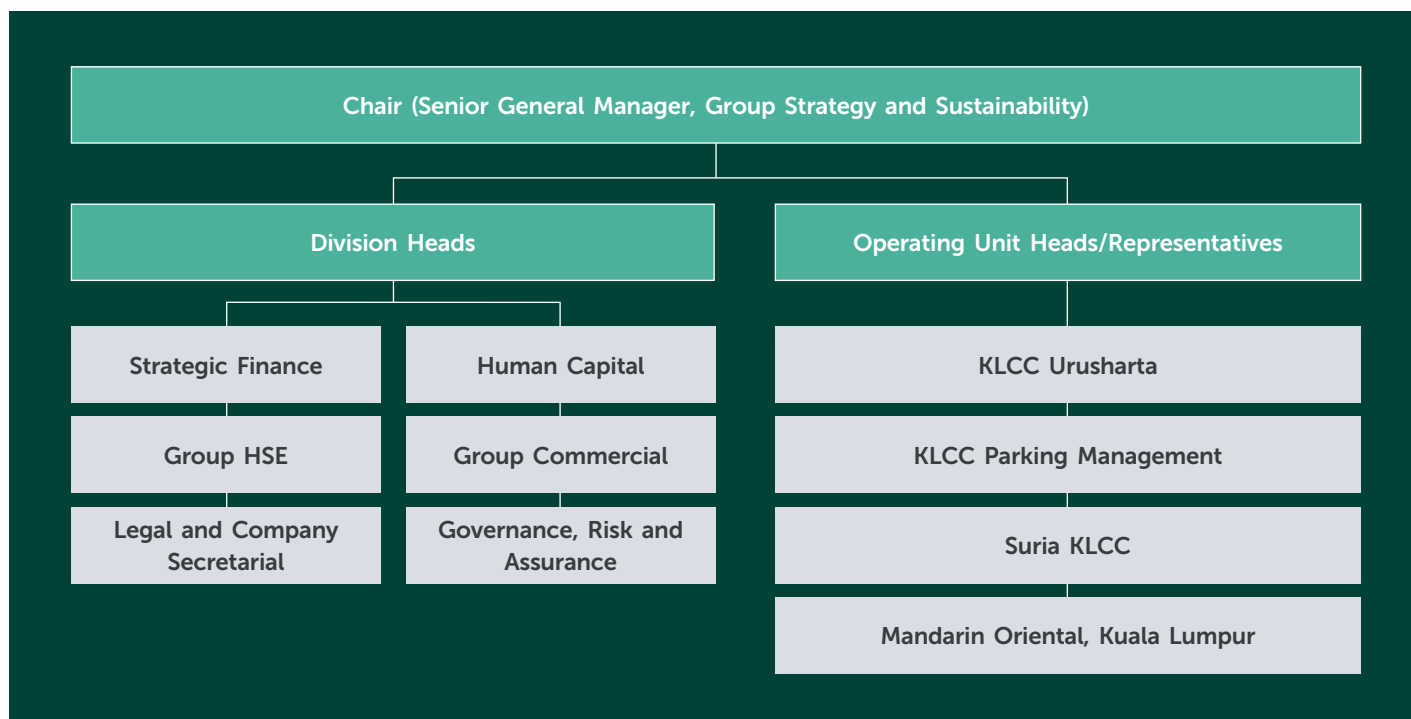 Chair (Senior General Manager, Group Strategy and Sustainability)
Division Heads
Operating Unit Heads/Representatives
Strategic Finance
Human Capital
KLCC Urusharta
Group HSE
Group Commercial
KLCC Parking Management
Legal and Company
Secretarial
Governance, Risk and
Assurance
Suria KLCC
Mandarin Oriental, Kuala Lumpur